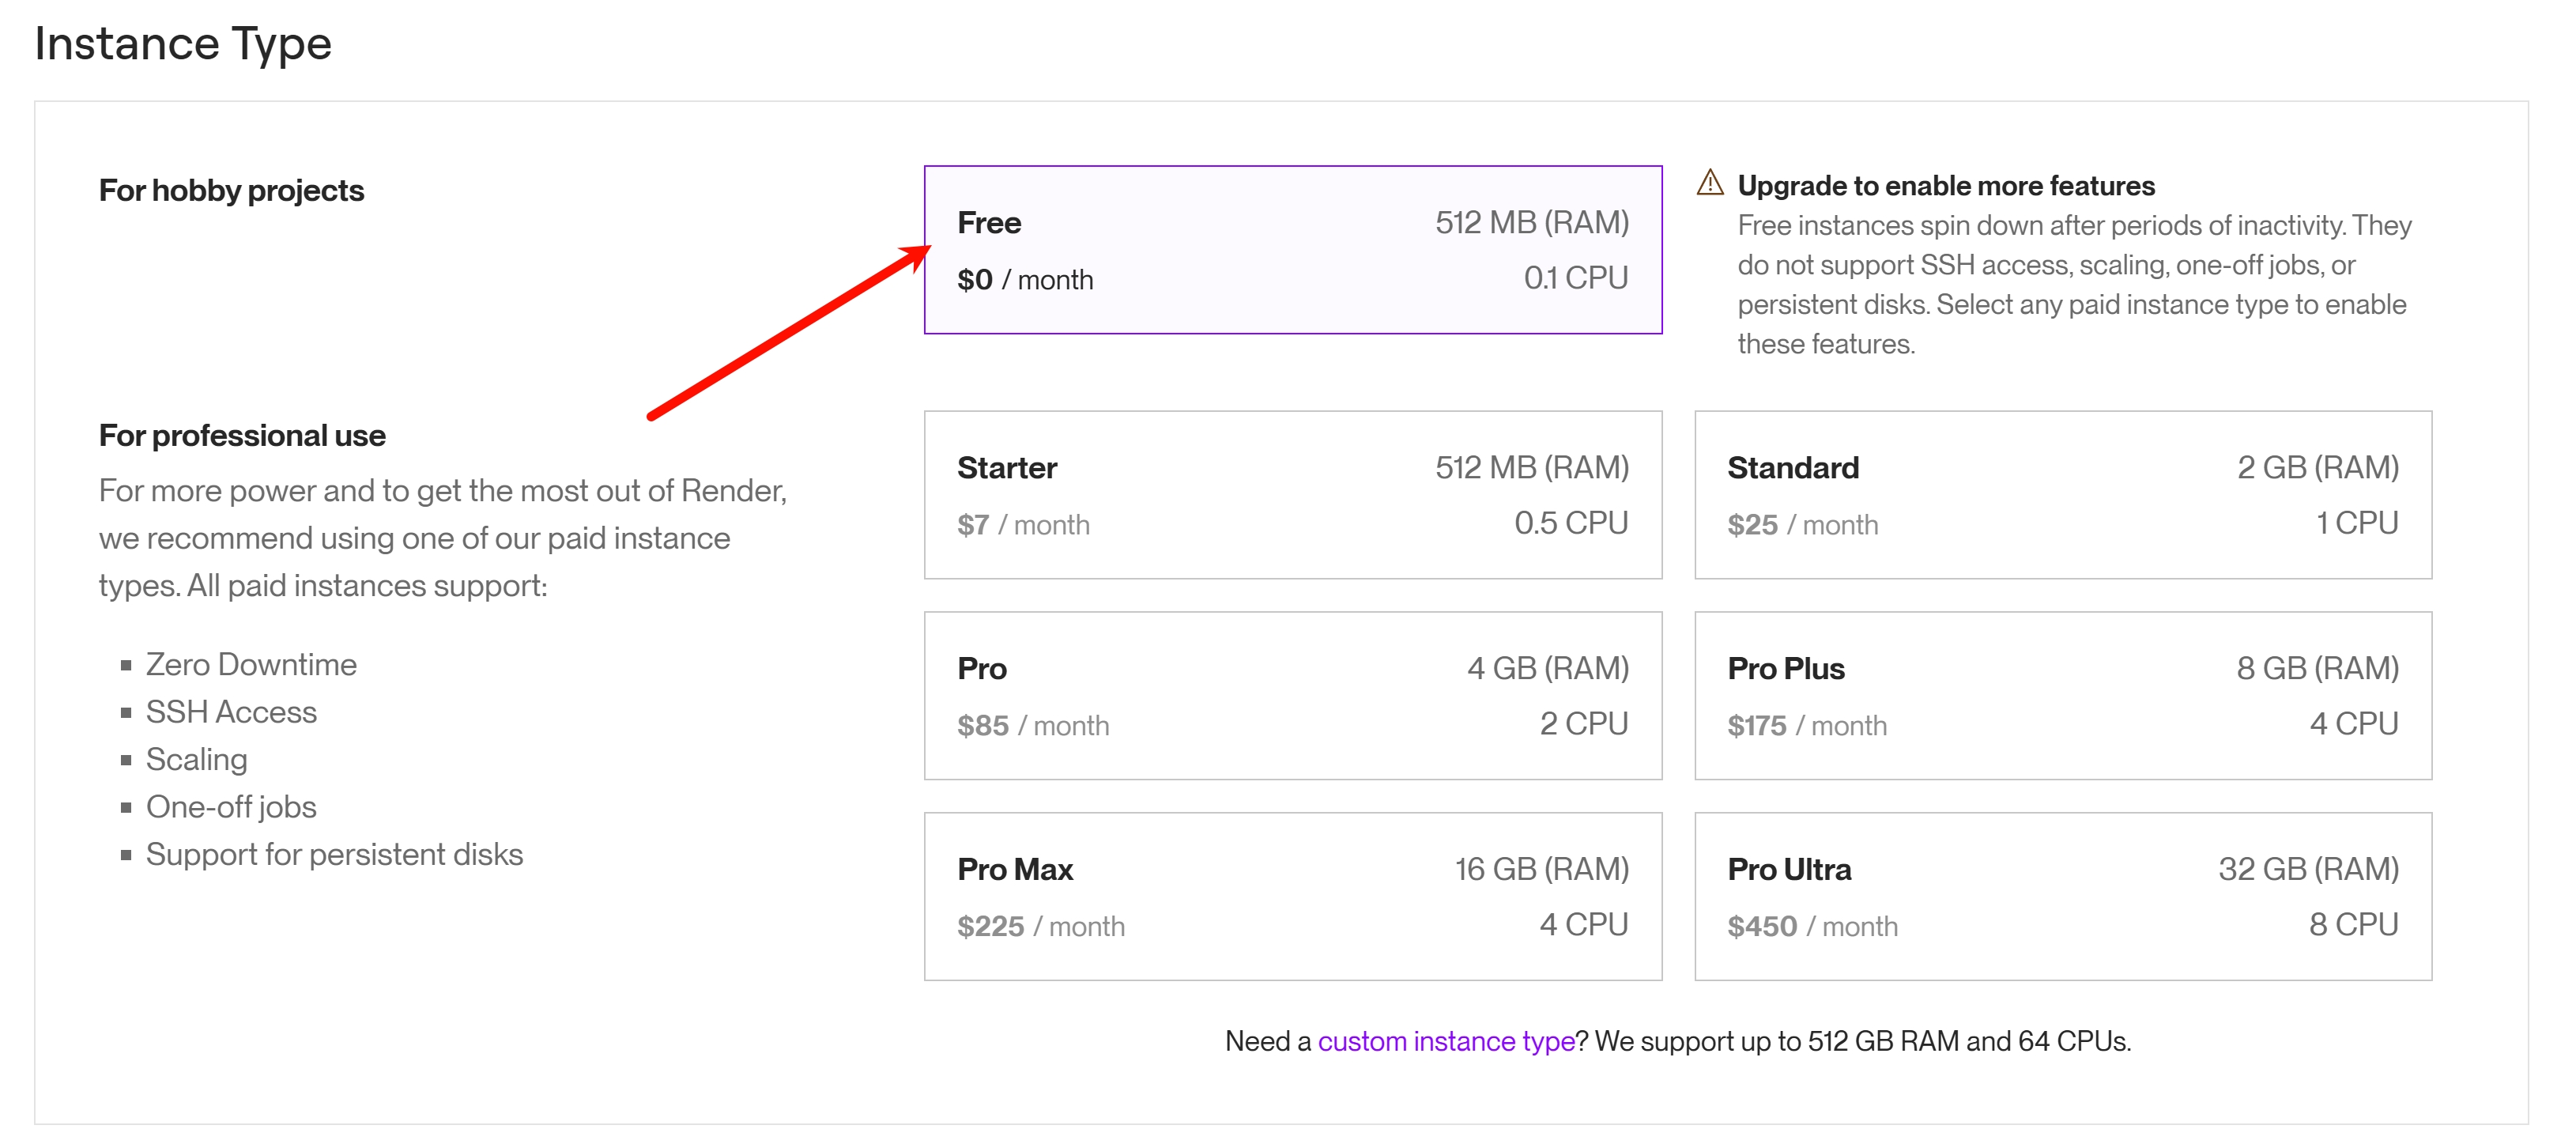 Instance Type
For hobby projects
Free
512 MB (RAM)
$0 / month
0.1 CPU
Upgrade to enable more features
Free instances spin down after periods of inactivity. They
do not support SSH access, scaling, one-off jobs, or
persistent disks. Select any paid instance type to enable
these features.
For professional use
For more power and to get the most out of Render,
we recommend using one of our paid instance
types. All paid instances support:
Zero Downtime
SSH Access
Scaling
One-off jobs
Support for persistent disks
Starter
512 MB (RAM)
$7 / month
0.5 CPU
Standard
2 GB (RAM)
$25 / month
1 CPU
Pro
4 GB (RAM)
$85 / month
2 CPU
Pro Plus
8 GB (RAM)
$175 / month
4 CPU
Pro Max
16 GB (RAM)
$225 / month
4 CPU
Pro Ultra
32 GB (RAM)
$450 / month
8 CPU
Need a custom instance type? We support up to 512 GB RAM and 64 CPUs.